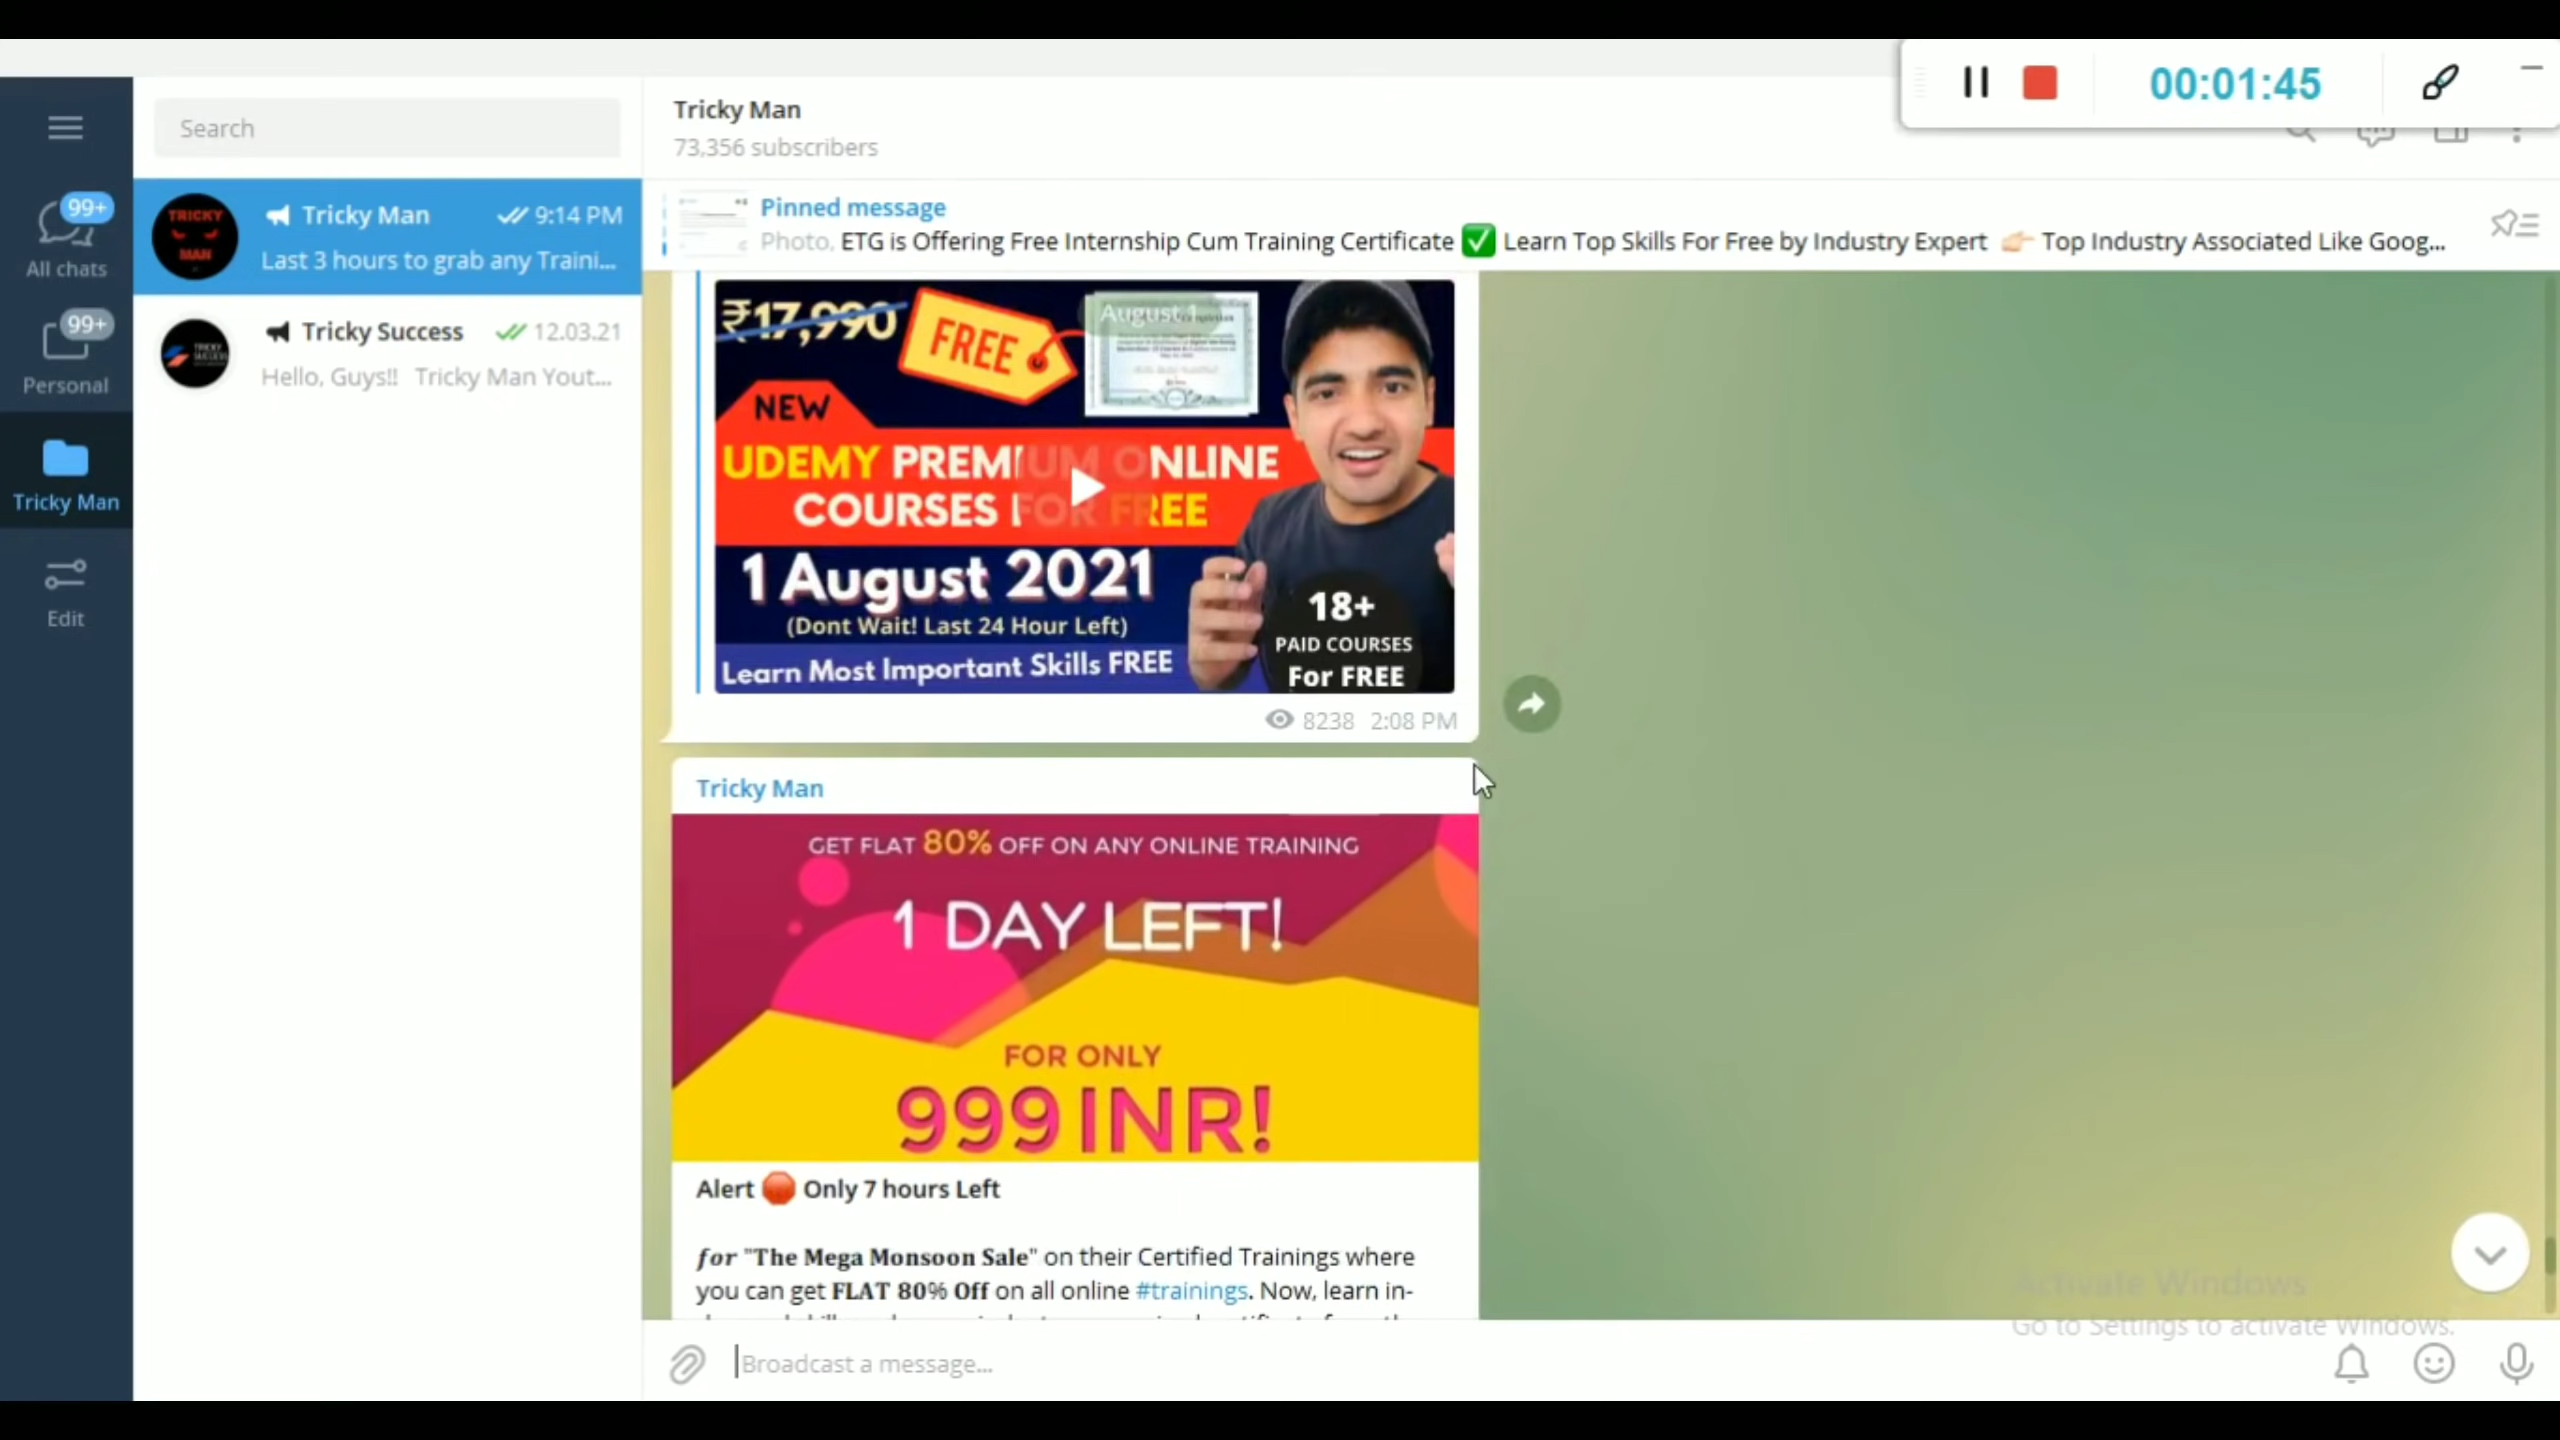 00:01:45
Search
Tricky Man
73,356 subscribers
99+
All chats
99+
Personal
Tricky Man
Edit
TRICKY
MAN
Tricky Man 9:14 PM
Last 3 hours to grab any Traini...
Tricky Success 12.03.21
Hello, Guys!! Tricky Man Yout...
Pinned message
Photo, ETG is Offering Free Internship Cum Training Certificate ✅ Learn Top Skills For Free by Industry Expert 👉🏻 Top Industry Associated Like Goog...
August 1
₹17,990
FREE
NEW
UDEMY PREMIUM ONLINE
COURSES FOR FREE
1 August 2021
(Dont Wait! Last 24 Hour Left)
Learn Most Important Skills FREE
18+
PAID COURSES
For FREE
8238 2:08 PM
Tricky Man
GET FLAT 80% OFF ON ANY ONLINE TRAINING
1 DAY LEFT!
FOR ONLY
999 INR!
Alert 🛑 Only 7 hours Left
for "The Mega Monsoon Sale" on their Certified Trainings where
you can get FLAT 80% Off on all online #trainings. Now, learn in-
Activate Windows
Go to Settings to activate Windows.
Broadcast a message...